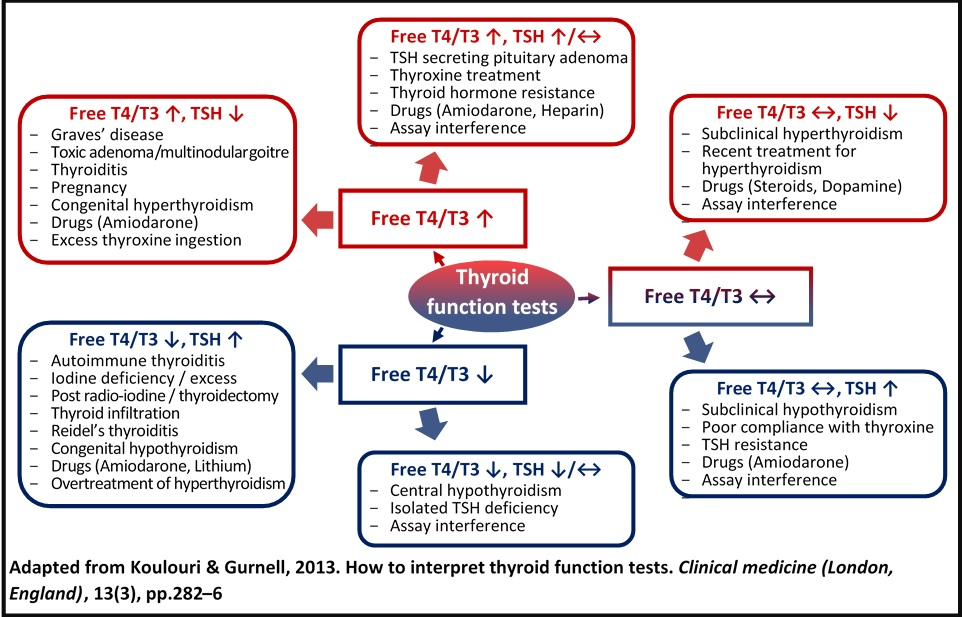 Free T4/T3 ↑, TSH ↑/↔
– TSH secreting pituitary adenoma
– Thyroxine treatment
– Thyroid hormone resistance
– Drugs (Amiodarone, Heparin)
– Assay interference
Free T4/T3 ↑, TSH ↓
– Graves’ disease
– Toxic adenoma/multinodular goitre
– Thyroiditis
– Pregnancy
– Congenital hyperthyroidism
– Drugs (Amiodarone)
– Excess thyroxine ingestion
Free T4/T3 ↔, TSH ↓
– Subclinical hyperthyroidism
– Recent treatment for
hyperthyroidism
– Drugs (Steroids, Dopamine)
– Assay interference
Free T4/T3 ↑
Thyroid
function tests
Free T4/T3 ↔
Free T4/T3 ↓
Free T4/T3 ↓, TSH ↑
– Autoimmune thyroiditis
– Iodine deficiency / excess
– Post radio-iodine / thyroidectomy
– Thyroid infiltration
– Reidel’s thyroiditis
– Congenital hypothyroidism
– Drugs (Amiodarone, Lithium)
– Overtreatment of hyperthyroidism
Free T4/T3 ↔, TSH ↑
– Subclinical hypothyroidism
– Poor compliance with thyroxine
– TSH resistance
– Drugs (Amiodarone)
– Assay interference
Free T4/T3 ↓, TSH ↓/↔
– Central hypothyroidism
– Isolated TSH deficiency
– Assay interference
Adapted from Koulouri & Gurnell, 2013. How to interpret thyroid function tests. Clinical medicine (London,
England), 13(3), pp.282–6